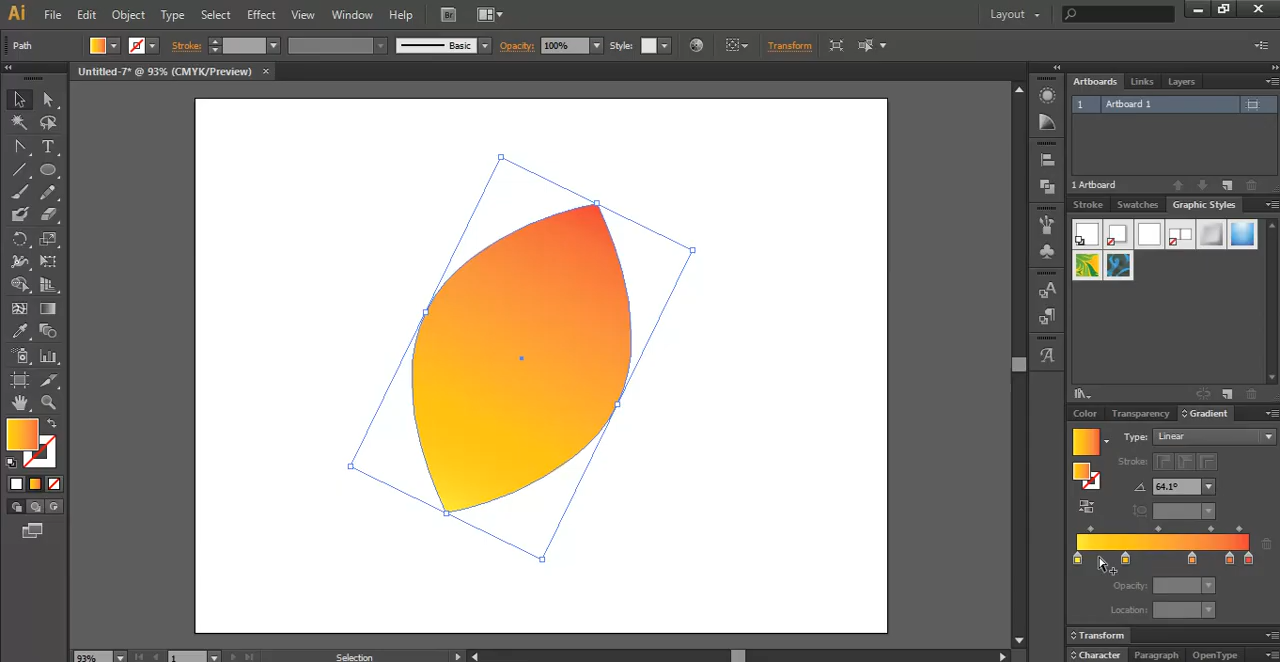 Ai File Edit Object Type Select Effect View Window Help Br Layout
Path Stroke: Basic Opacity: 100% Style: Transform
Untitled-7* @ 93% (CMYK/Preview) ×
Artboards Links Layers
1 Artboard 1
1 Artboard
Stroke Swatches Graphic Styles
Color Transparency Gradient
Type: Linear
Stroke:
64.1°
Opacity:
Location:
Transform
Character Paragraph OpenType
93% 1 Selection